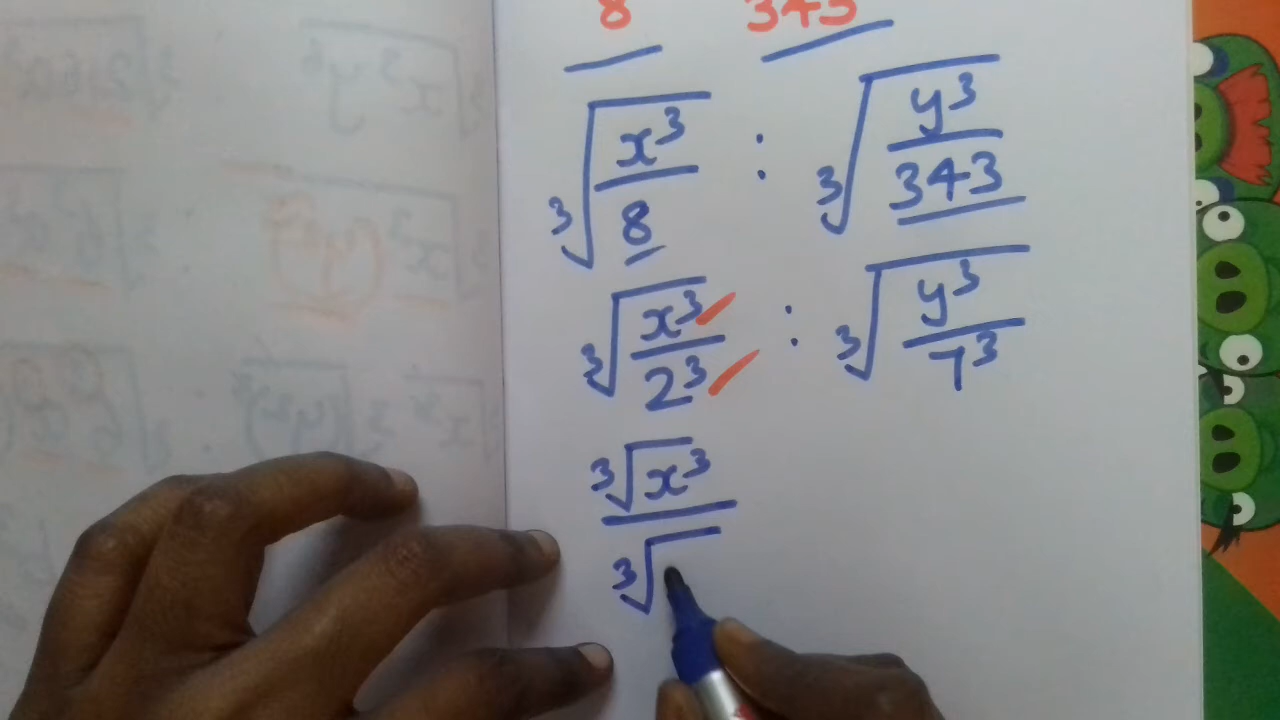 8 343
∛(x³/8) : ∛(y³/343)
∛(x³/2³) : ∛(y³/7³)
∛x³
∛